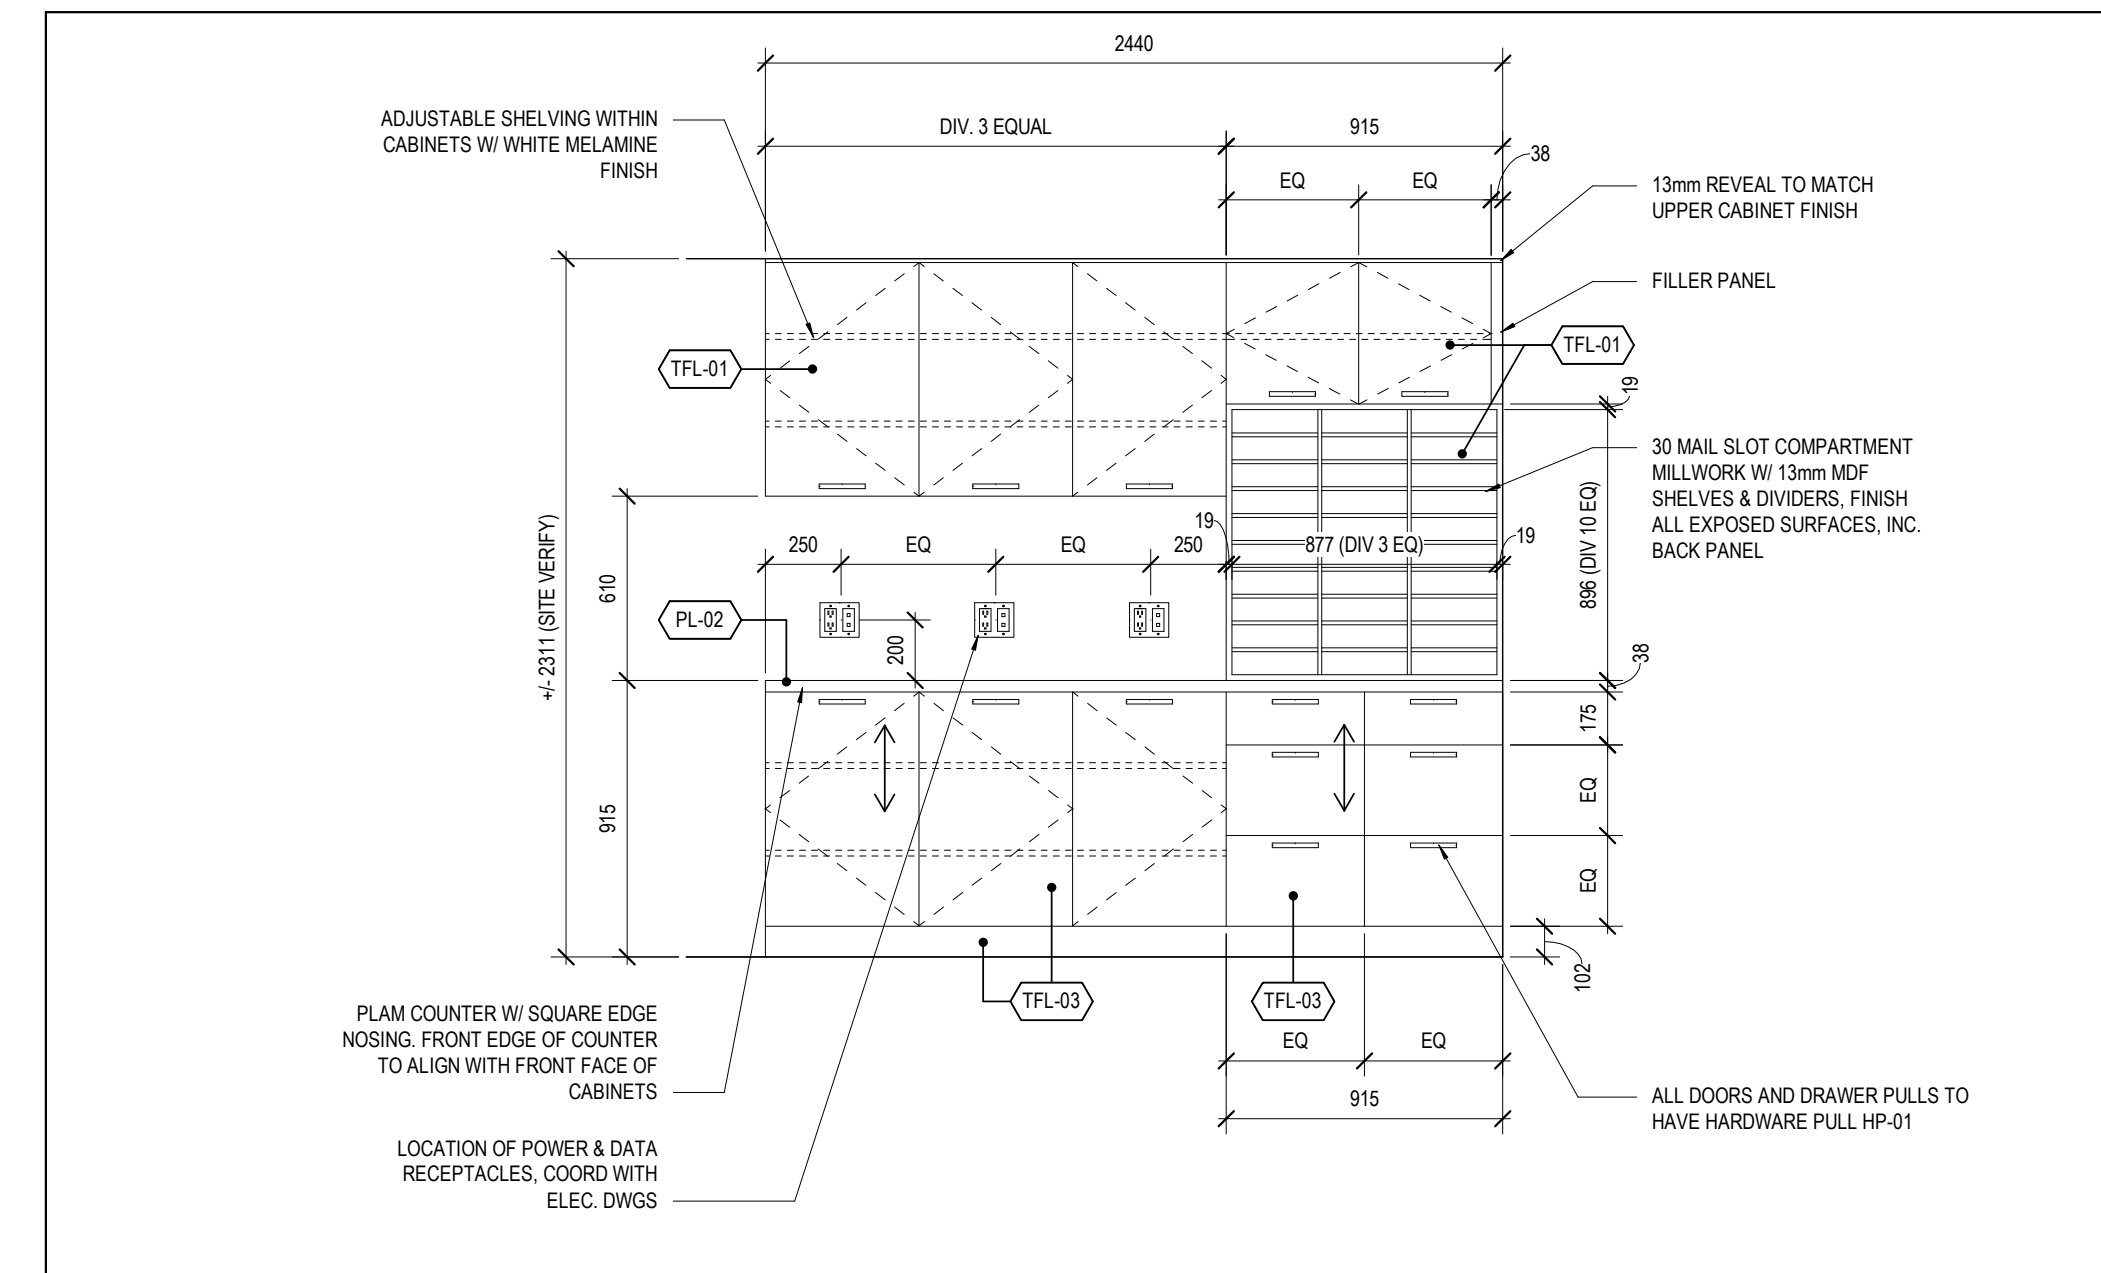 2440
DIV. 3 EQUAL
915
38
EQ
EQ
ADJUSTABLE SHELVING WITHIN
CABINETS W/ WHITE MELAMINE
FINISH
13mm REVEAL TO MATCH
UPPER CABINET FINISH
FILLER PANEL
TFL-01
TFL-01
19
30 MAIL SLOT COMPARTMENT
MILLWORK W/ 13mm MDF
SHELVES & DIVIDERS, FINISH
ALL EXPOSED SURFACES, INC.
BACK PANEL
896 (DIV 10 EQ)
+/- 2311 (SITE VERIFY)
610
250
EQ
EQ
250
19
877 (DIV 3 EQ)
19
PL-02
200
38
175
EQ
EQ
915
102
TFL-03
TFL-03
EQ
EQ
915
PLAM COUNTER W/ SQUARE EDGE
NOSING. FRONT EDGE OF COUNTER
TO ALIGN WITH FRONT FACE OF
CABINETS
LOCATION OF POWER & DATA
RECEPTACLES, COORD WITH
ELEC. DWGS
ALL DOORS AND DRAWER PULLS TO
HAVE HARDWARE PULL HP-01